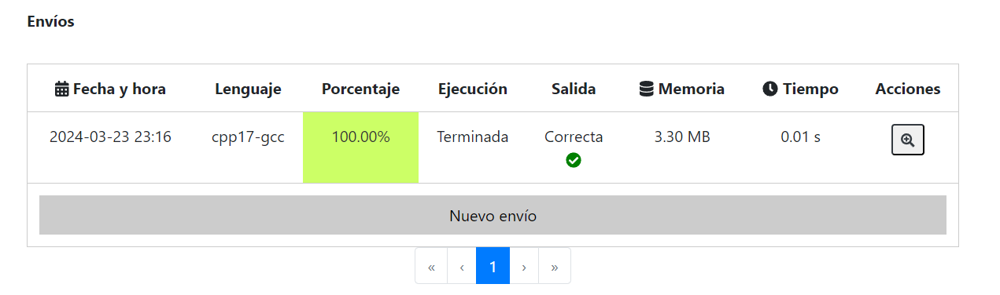 Envíos
Fecha y hora Lenguaje Porcentaje Ejecución Salida Memoria Tiempo Acciones
2024-03-23 23:16 cpp17-gcc 100.00% Terminada Correcta 3.30 MB 0.01 s
Nuevo envío
« ‹ 1 › »